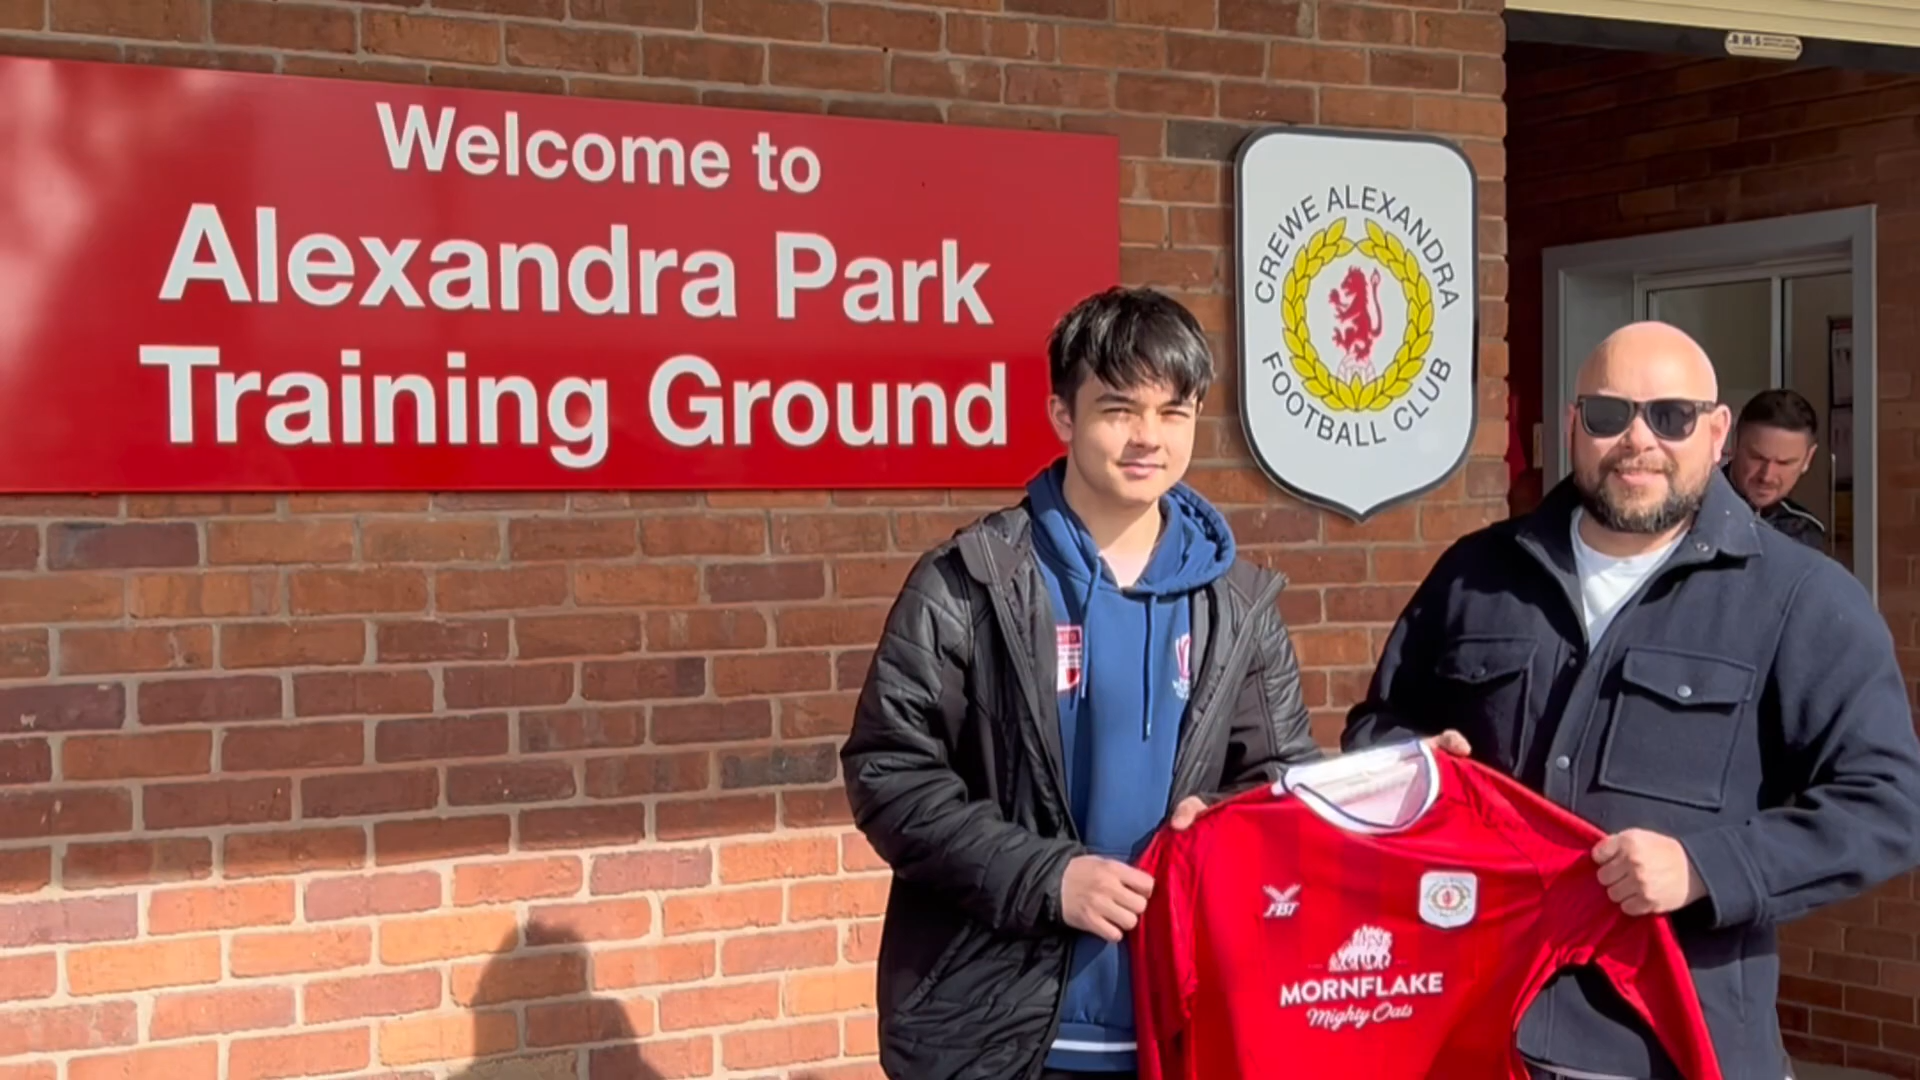 Welcome to
Alexandra Park
Training Ground
CREWE ALEXANDRA
FOOTBALL CLUB
FBT
MORNFLAKE
Mighty Oats